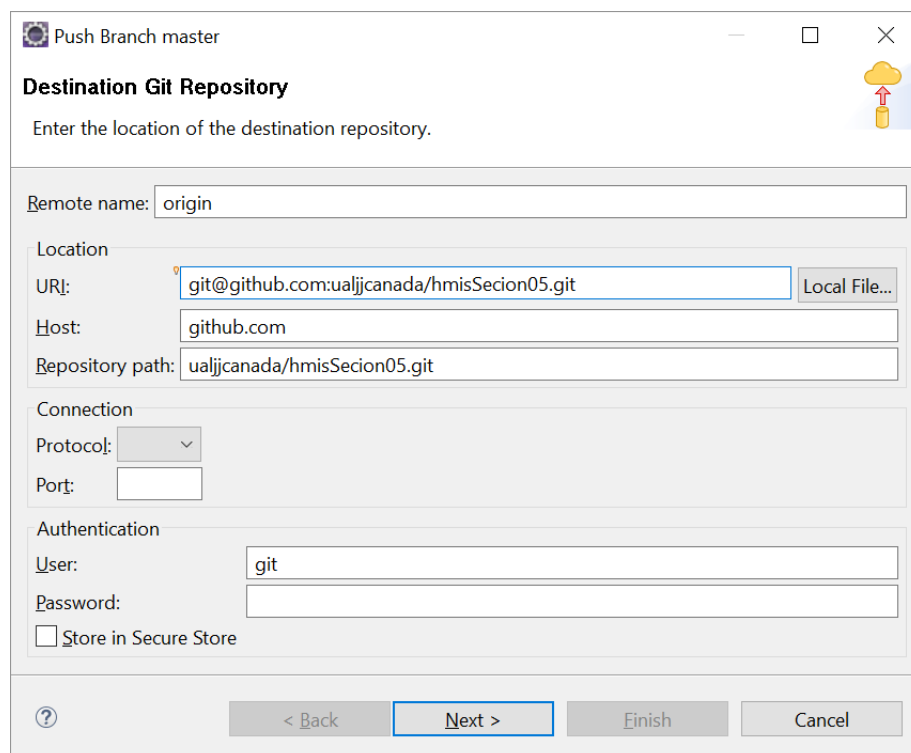 Push Branch master
Destination Git Repository
Enter the location of the destination repository.
Remote name: origin
Location
URI: git@github.com:ualjjcanada/hmisSecion05.git Local File...
Host: github.com
Repository path: ualjjcanada/hmisSecion05.git
Connection
Protocol:
Port:
Authentication
User: git
Password:
Store in Secure Store
? < Back Next > Finish Cancel